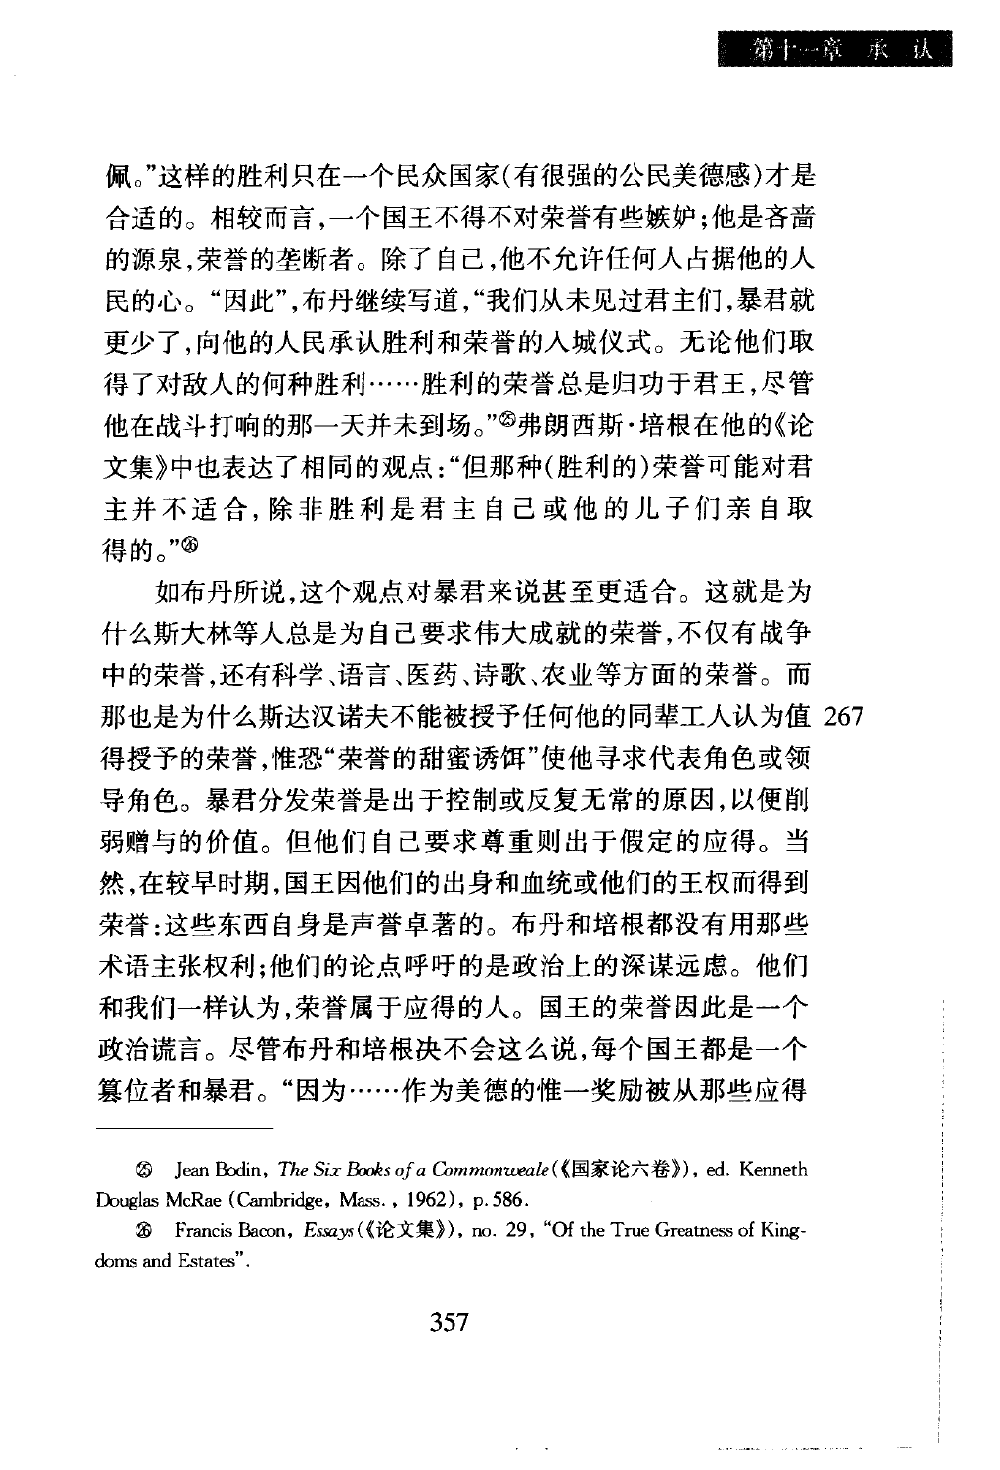 第十一章 承 认
佩。”这样的胜利只在一个民众国家(有很强的公民美德感)才是
合适的。相较而言,一个国王不得不对荣誉有些嫉妒;他是吝啬
的源泉,荣誉的垄断者。除了自己,他不允许任何人占据他的人
民的心。“因此”,布丹继续写道,“我们从未见过君主们,暴君就
更少了,向他的人民承认胜利和荣誉的入城仪式。无论他们取
得了对敌人的何种胜利……胜利的荣誉总是归功于君王,尽管
他在战斗打响的那一天并未到场。”㉕弗朗西斯·培根在他的《论
文集》中也表达了相同的观点:“但那种(胜利的)荣誉可能对君
主并不适合,除非胜利是君主自己或他的儿子们亲自取
得的。”㉖
如布丹所说,这个观点对暴君来说甚至更适合。这就是为
什么斯大林等人总是为自己要求伟大成就的荣誉,不仅有战争
中的荣誉,还有科学、语言、医药、诗歌、农业等方面的荣誉。而
那也是为什么斯达汉诺夫不能被授予任何他的同辈工人认为值 267
得授予的荣誉,惟恐“荣誉的甜蜜诱饵”使他寻求代表角色或领
导角色。暴君分发荣誉是出于控制或反复无常的原因,以便削
弱赠与的价值。但他们自己要求尊重则出于假定的应得。当
然,在较早时期,国王因他们的出身和血统或他们的王权而得到
荣誉:这些东西自身是声誉卓著的。布丹和培根都没有用那些
术语主张权利;他们的论点呼吁的是政治上的深谋远虑。他们
和我们一样认为,荣誉属于应得的人。国王的荣誉因此是一个
政治谎言。尽管布丹和培根决不会这么说,每个国王都是一个
篡位者和暴君。“因为……作为美德的惟一奖励被从那些应得
㉕ Jean Bodin, The Six Books of a Commonweale(《国家论六卷》), ed. Kenneth
Douglas McRae (Cambridge, Mass. , 1962), p.586.
㉖ Francis Bacon, Essays(《论文集》), no. 29, “Of the True Greatness of King-
doms and Estates”.
357